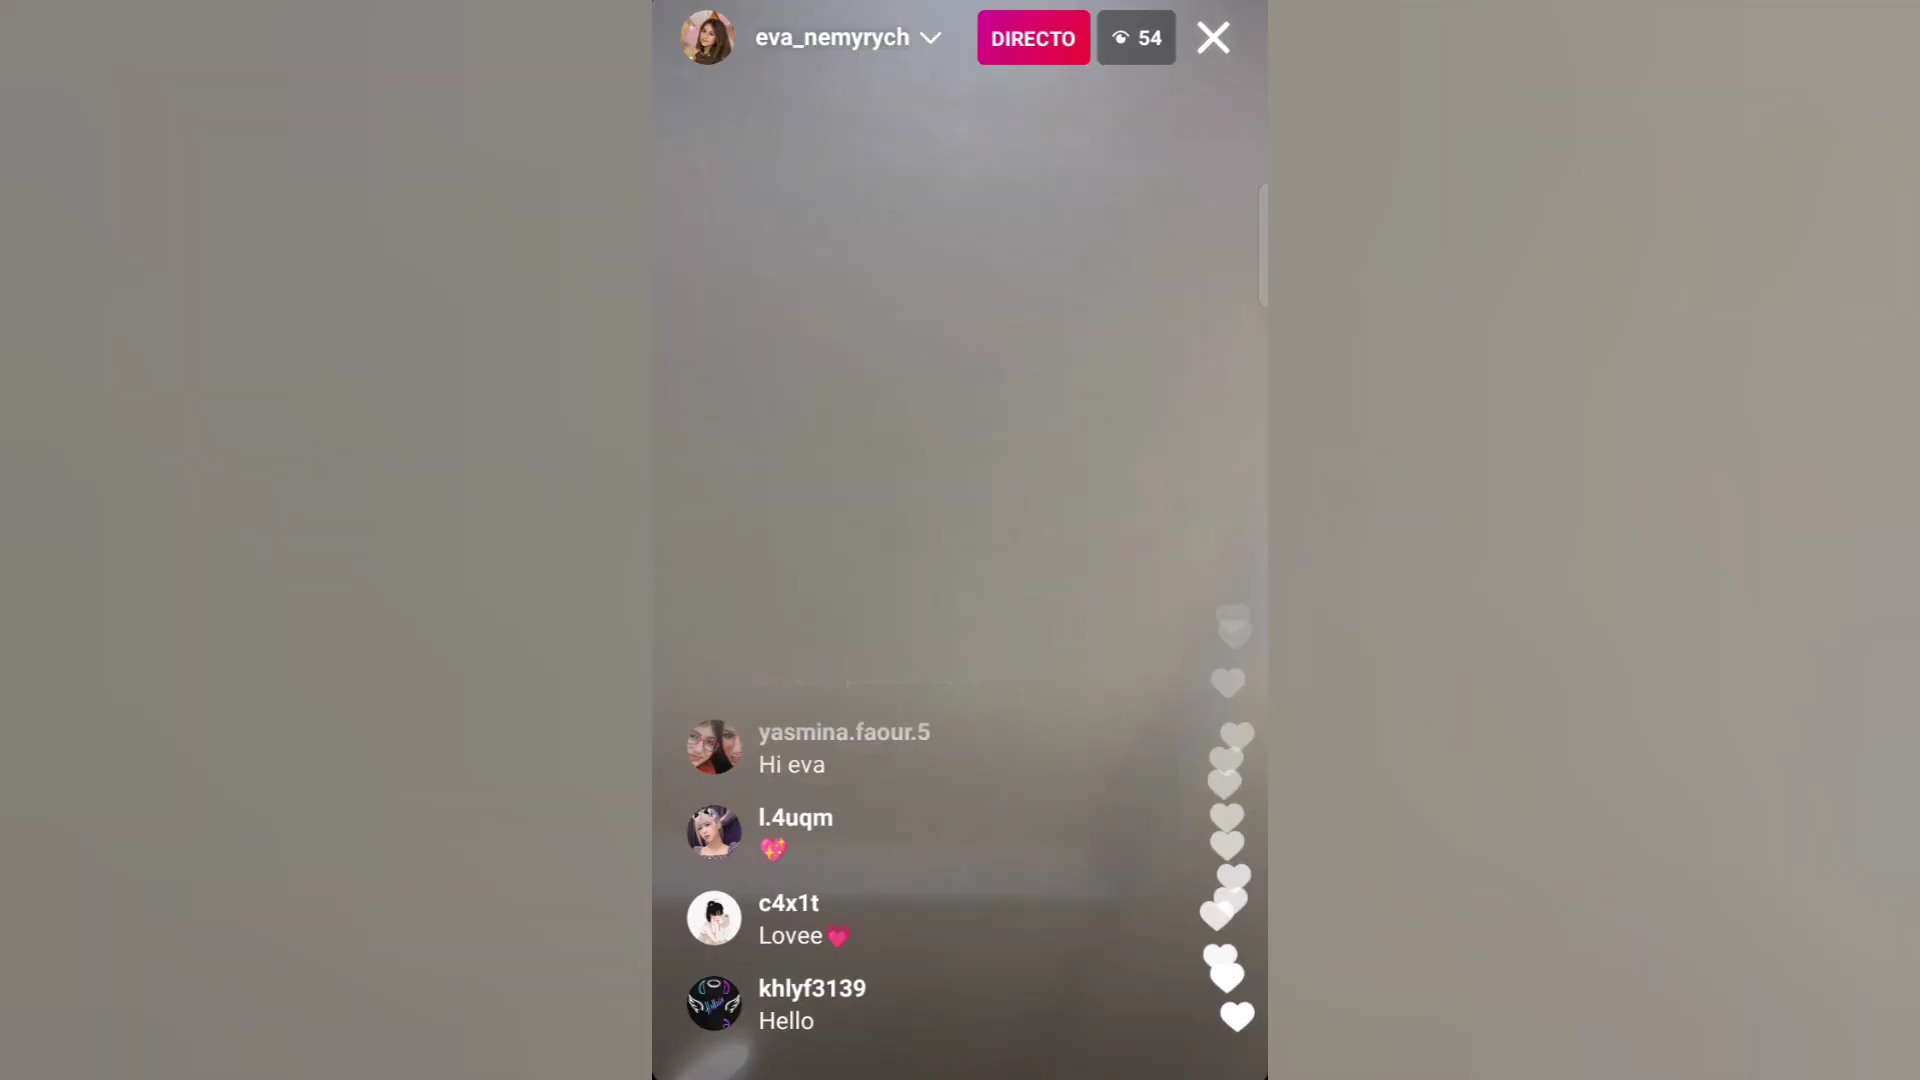 eva_nemyrych
DIRECTO
54
yasmina.faour.5
Hi eva
l.4uqm
💖
c4x1t
Lovee💗
khlyf3139
Hello